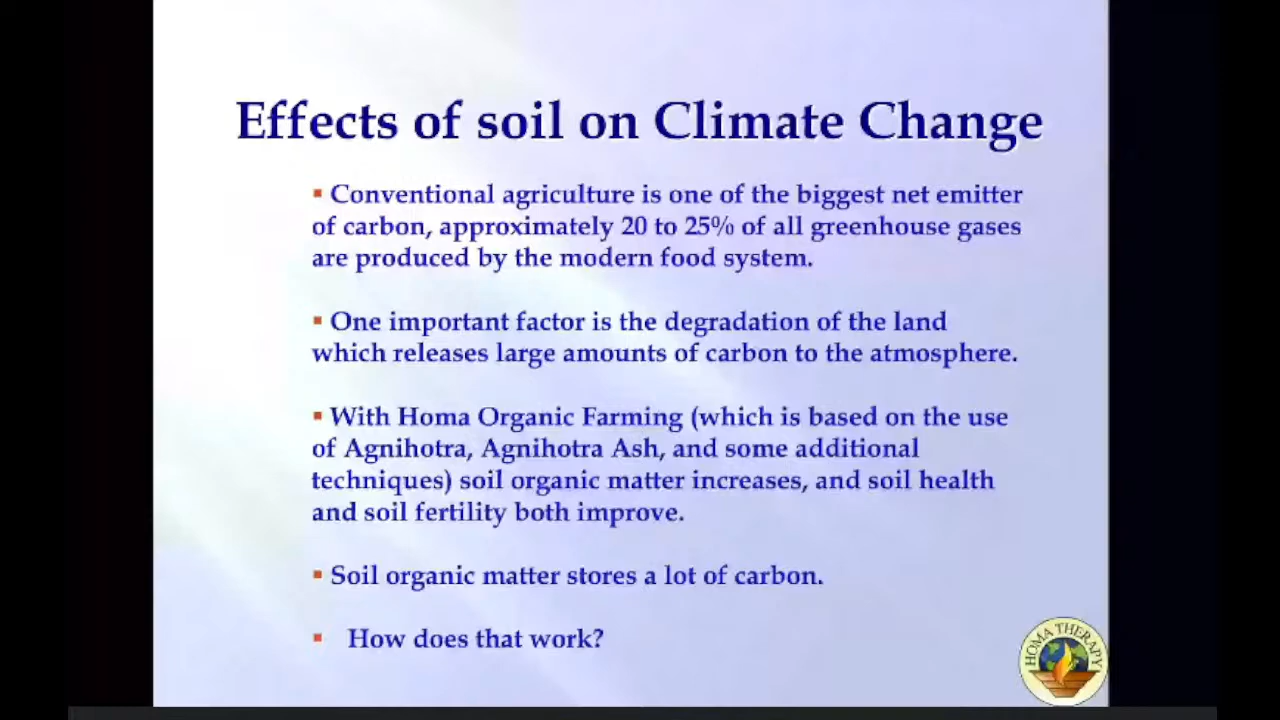 Effects of soil on Climate Change
▪ Conventional agriculture is one of the biggest net emitter
of carbon, approximately 20 to 25% of all greenhouse gases
are produced by the modern food system.
▪ One important factor is the degradation of the land
which releases large amounts of carbon to the atmosphere.
▪ With Homa Organic Farming (which is based on the use
of Agnihotra, Agnihotra Ash, and some additional
techniques) soil organic matter increases, and soil health
and soil fertility both improve.
▪ Soil organic matter stores a lot of carbon.
▪ How does that work?
HOMA THERAPY